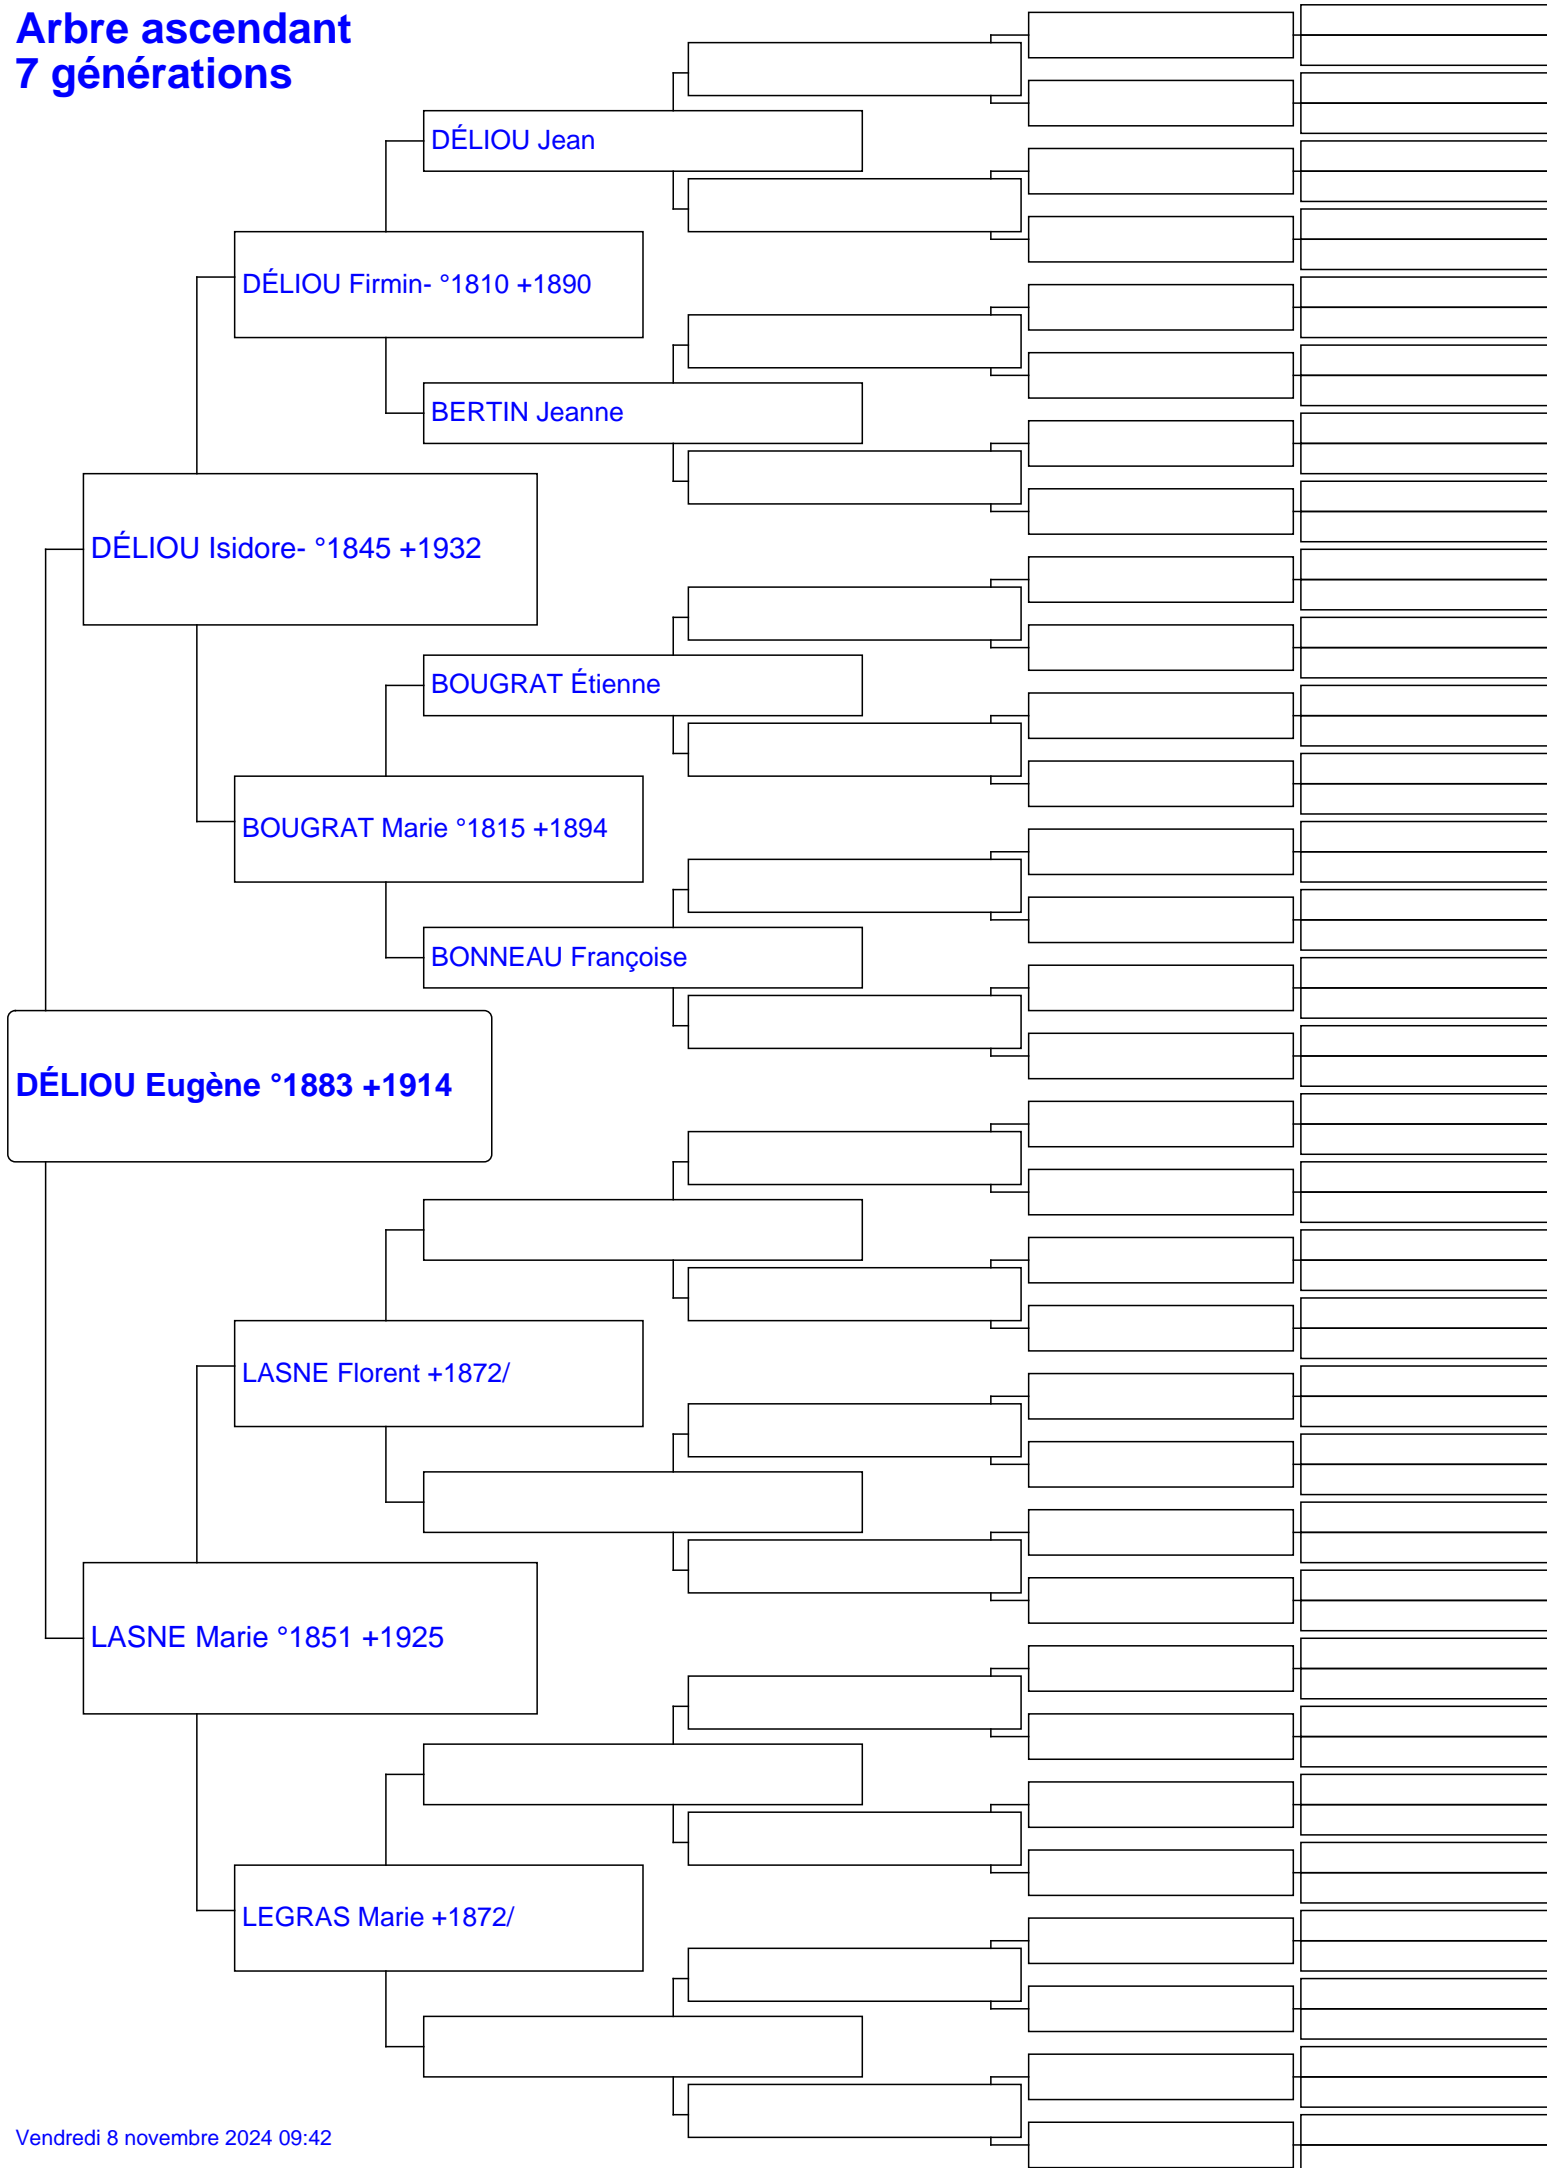 Arbre ascendant
7 générations
DÉLIOU Jean
DÉLIOU Firmin- °1810 +1890
BERTIN Jeanne
DÉLIOU Isidore- °1845 +1932
BOUGRAT Étienne
BOUGRAT Marie °1815 +1894
BONNEAU Françoise
DÉLIOU Eugène °1883 +1914
LASNE Florent +1872/
LASNE Marie °1851 +1925
LEGRAS Marie +1872/
Vendredi 8 novembre 2024 09:42